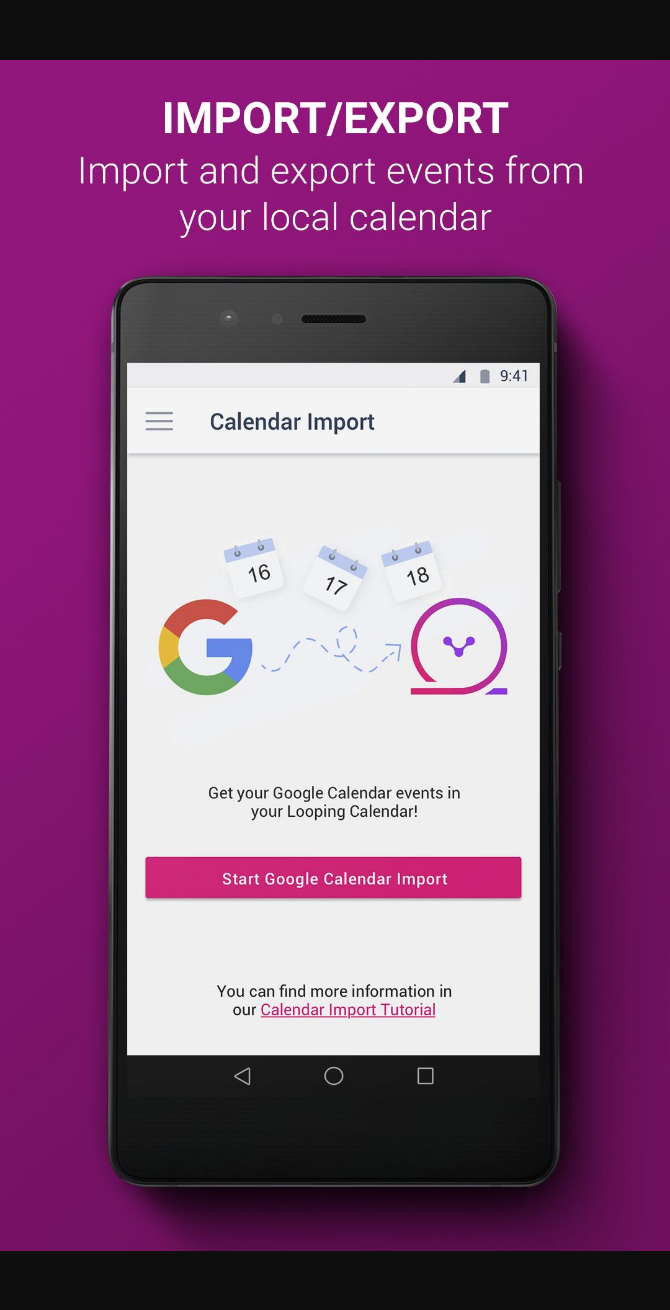 IMPORT/EXPORT
Import and export events from
your local calendar
9:41
Calendar Import
16
17
18
Get your Google Calendar events in
your Looping Calendar!
Start Google Calendar Import
You can find more information in
our Calendar Import Tutorial